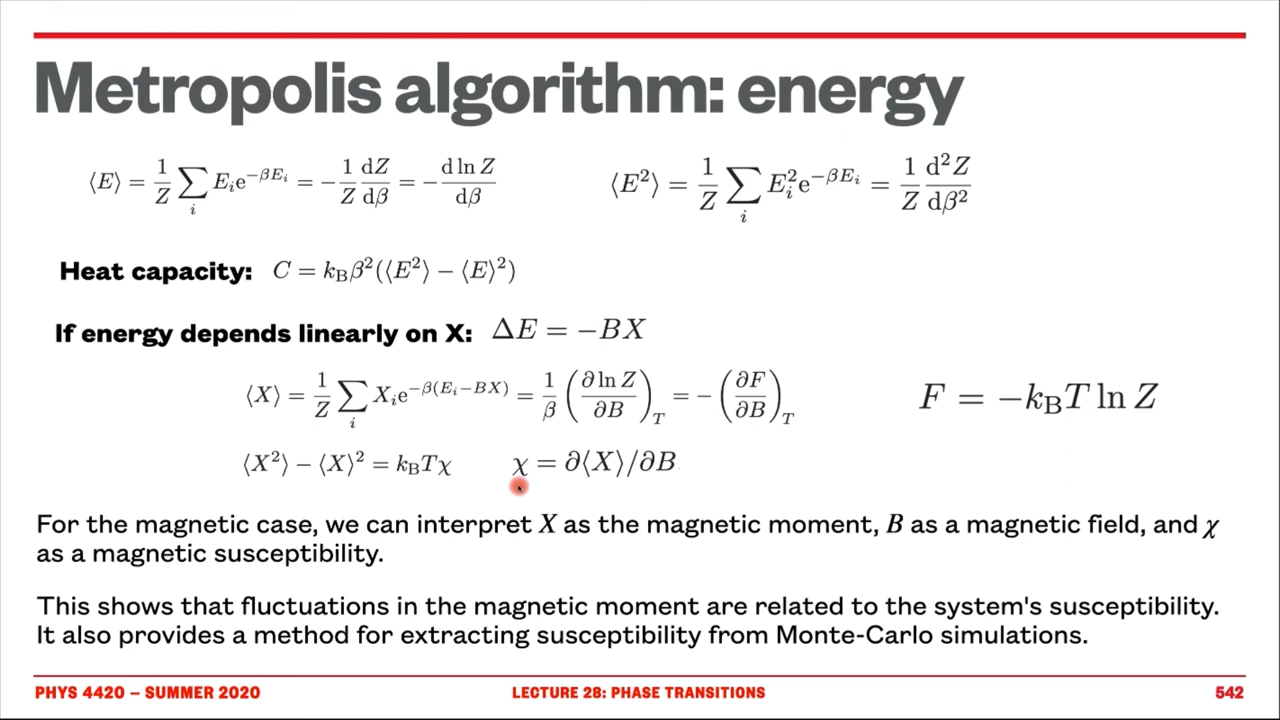 Metropolis algorithm: energy
⟨E⟩ = 1/Z ∑_i E_i e^{−βE_i} = −1/Z dZ/dβ = −d ln Z/dβ
⟨E²⟩ = 1/Z ∑_i E_i² e^{−βE_i} = 1/Z d²Z/dβ²
Heat capacity: C = k_B β²(⟨E²⟩ − ⟨E⟩²)
If energy depends linearly on X: ΔE = −BX
⟨X⟩ = 1/Z ∑_i X_i e^{−β(E_i−BX)} = 1/β (∂ ln Z/∂B)_T = −(∂F/∂B)_T
F = −k_B T ln Z
⟨X²⟩ − ⟨X⟩² = k_B Tχ χ = ∂⟨X⟩/∂B
For the magnetic case, we can interpret X as the magnetic moment, B as a magnetic field, and χ
as a magnetic susceptibility.
This shows that fluctuations in the magnetic moment are related to the system's susceptibility.
It also provides a method for extracting susceptibility from Monte-Carlo simulations.
PHYS 4420 – SUMMER 2020
LECTURE 28: PHASE TRANSITIONS
542